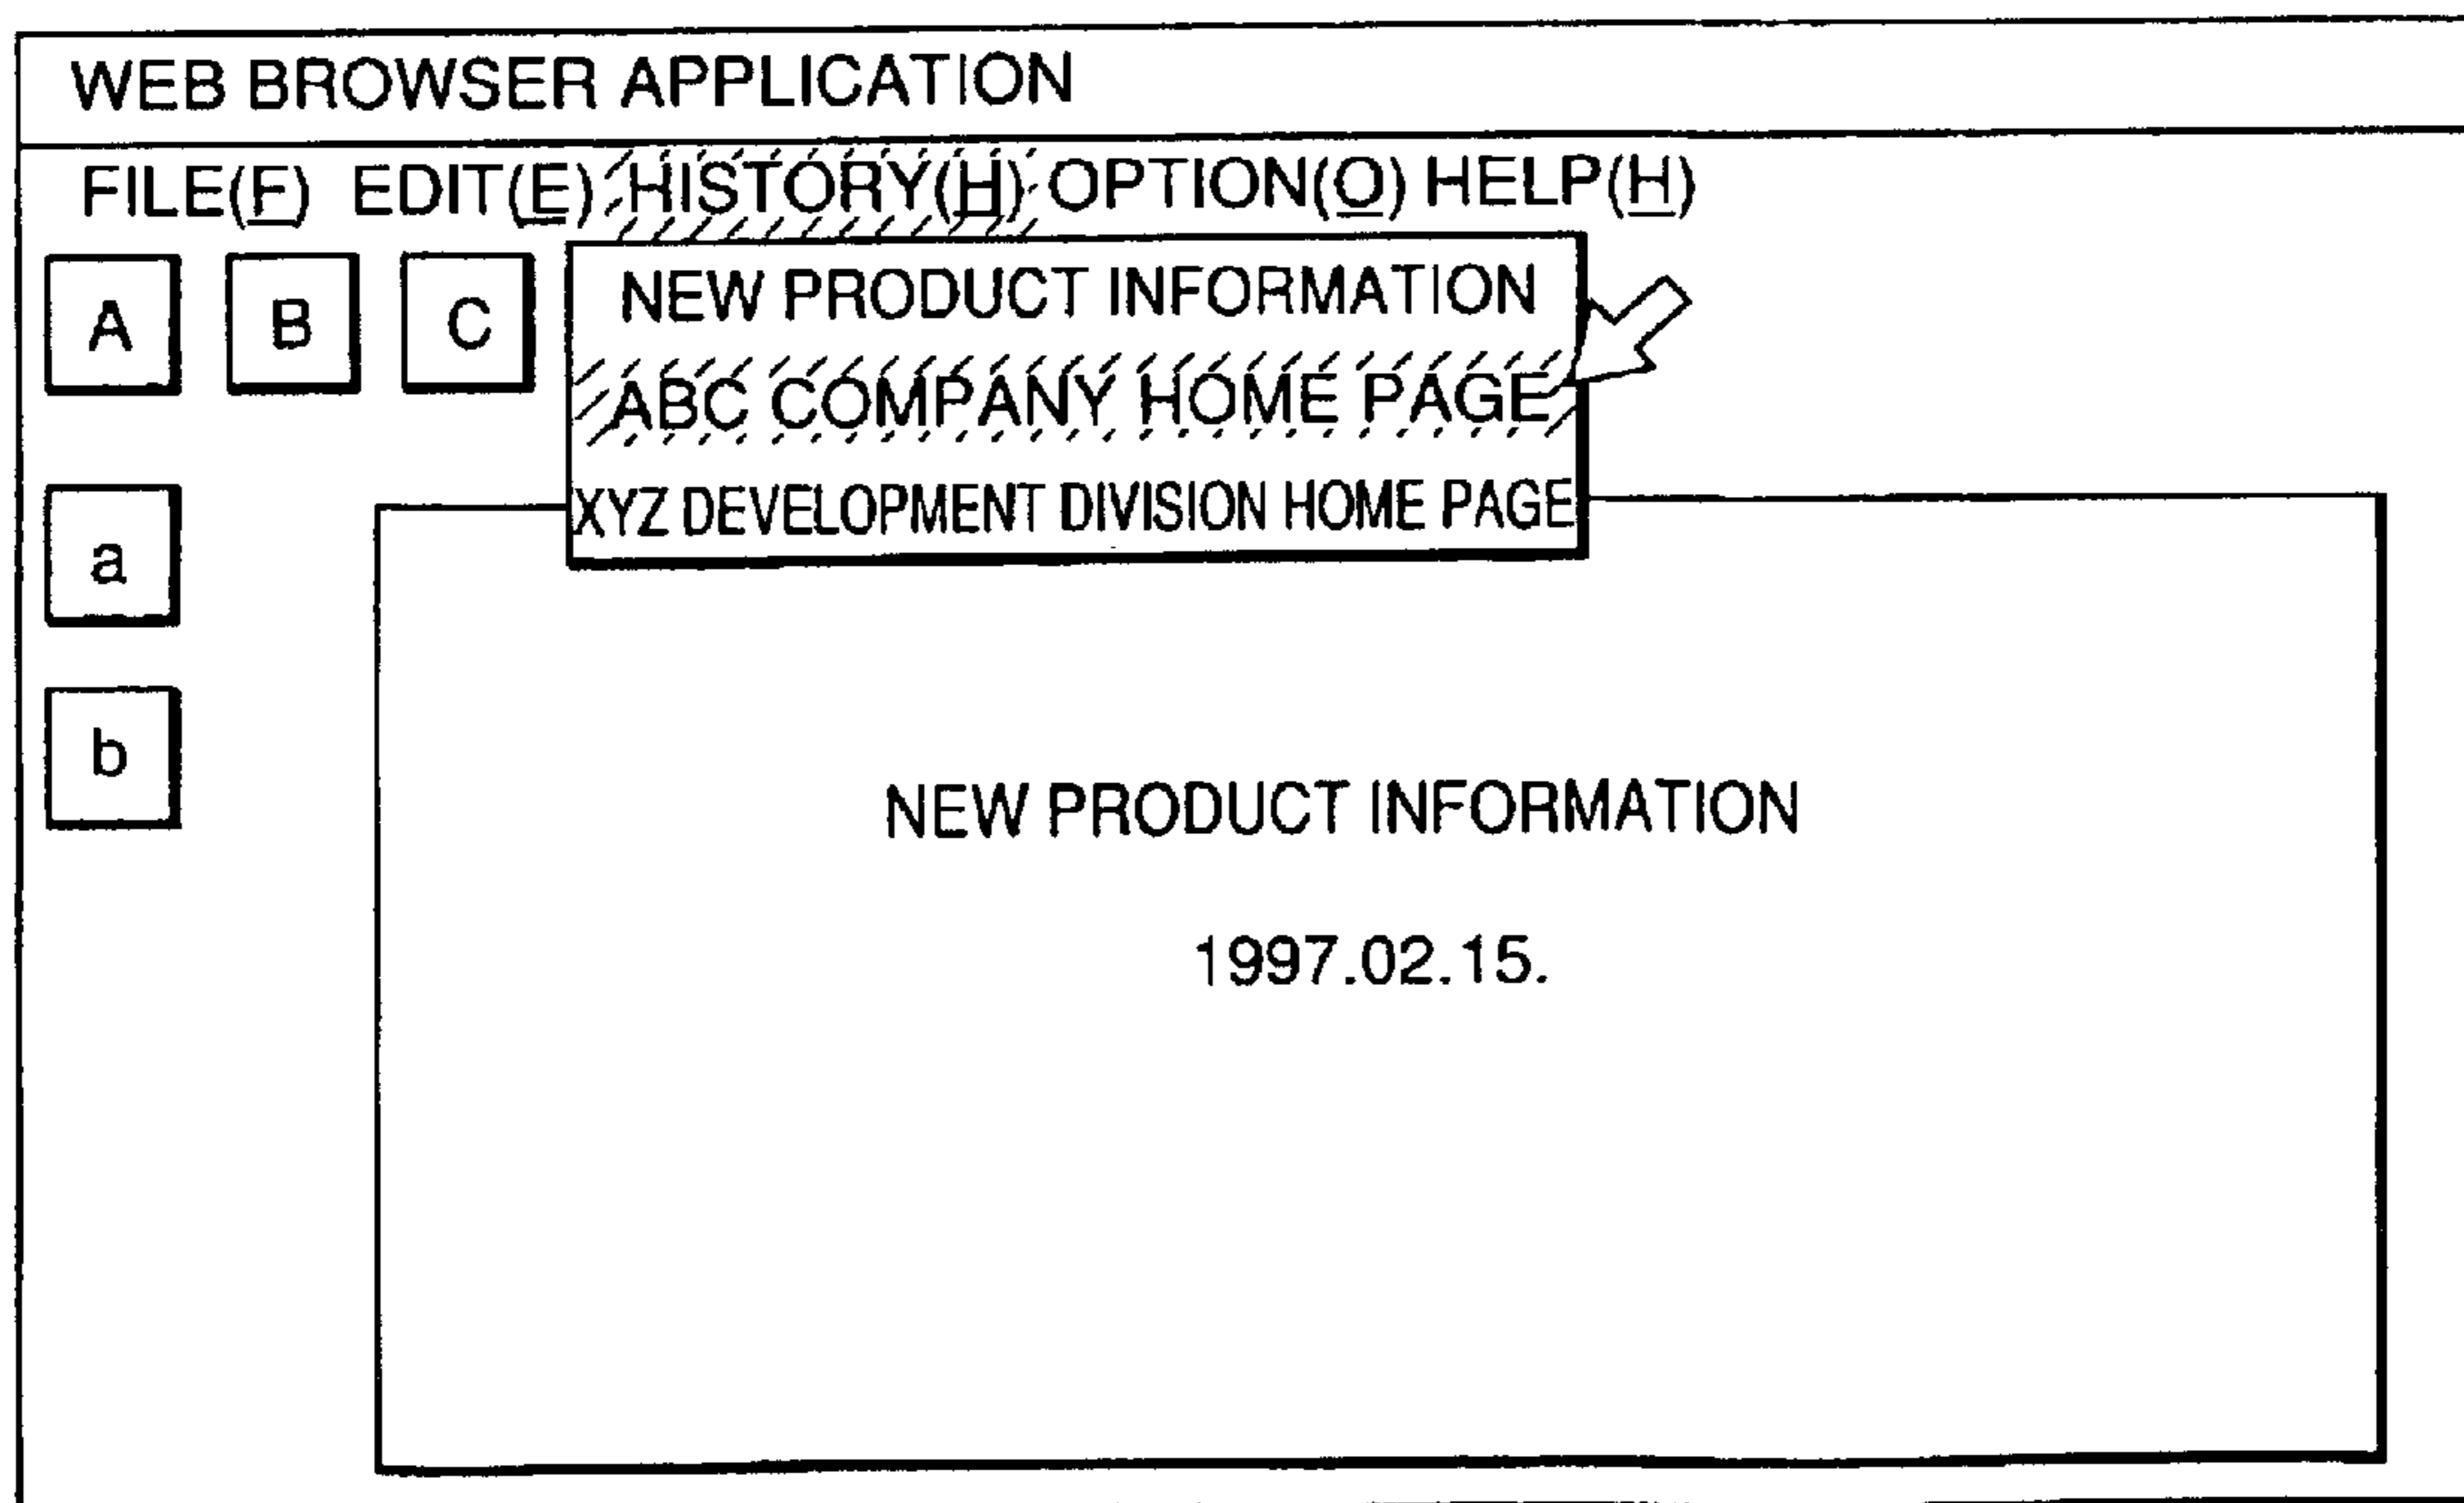 WEB BROWSER APPLICATION
FILE(F) EDIT(E) HISTORY(H) OPTION(O) HELP(H)
A B C
NEW PRODUCT INFORMATION
ABC COMPANY HOME PAGE
XYZ DEVELOPMENT DIVISION HOME PAGE
a
b
NEW PRODUCT INFORMATION
1997.02.15.